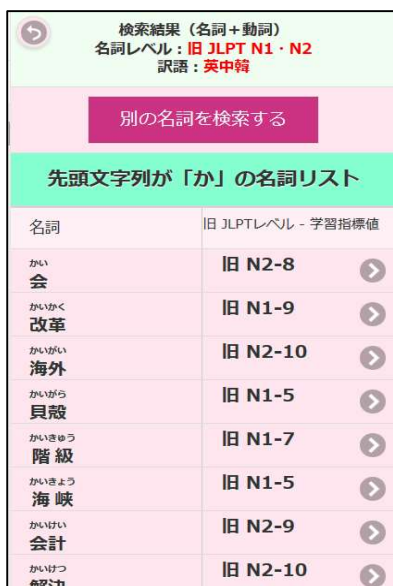 検索結果（名詞＋動詞）
名詞レベル：旧 JLPT N1・N2
訳語：英中韓
別の名詞を検索する
先頭文字列が「か」の名詞リスト
名詞 旧 JLPTレベル - 学習指標値
かい
会 旧 N2-8
かいかく
改革 旧 N1-9
かいがい
海外 旧 N2-10
かいがら
貝殻 旧 N1-5
かいきゅう
階級 旧 N1-7
かいきょう
海峡 旧 N1-5
かいけい
会計 旧 N2-9
かいけつ
解決 旧 N2-10